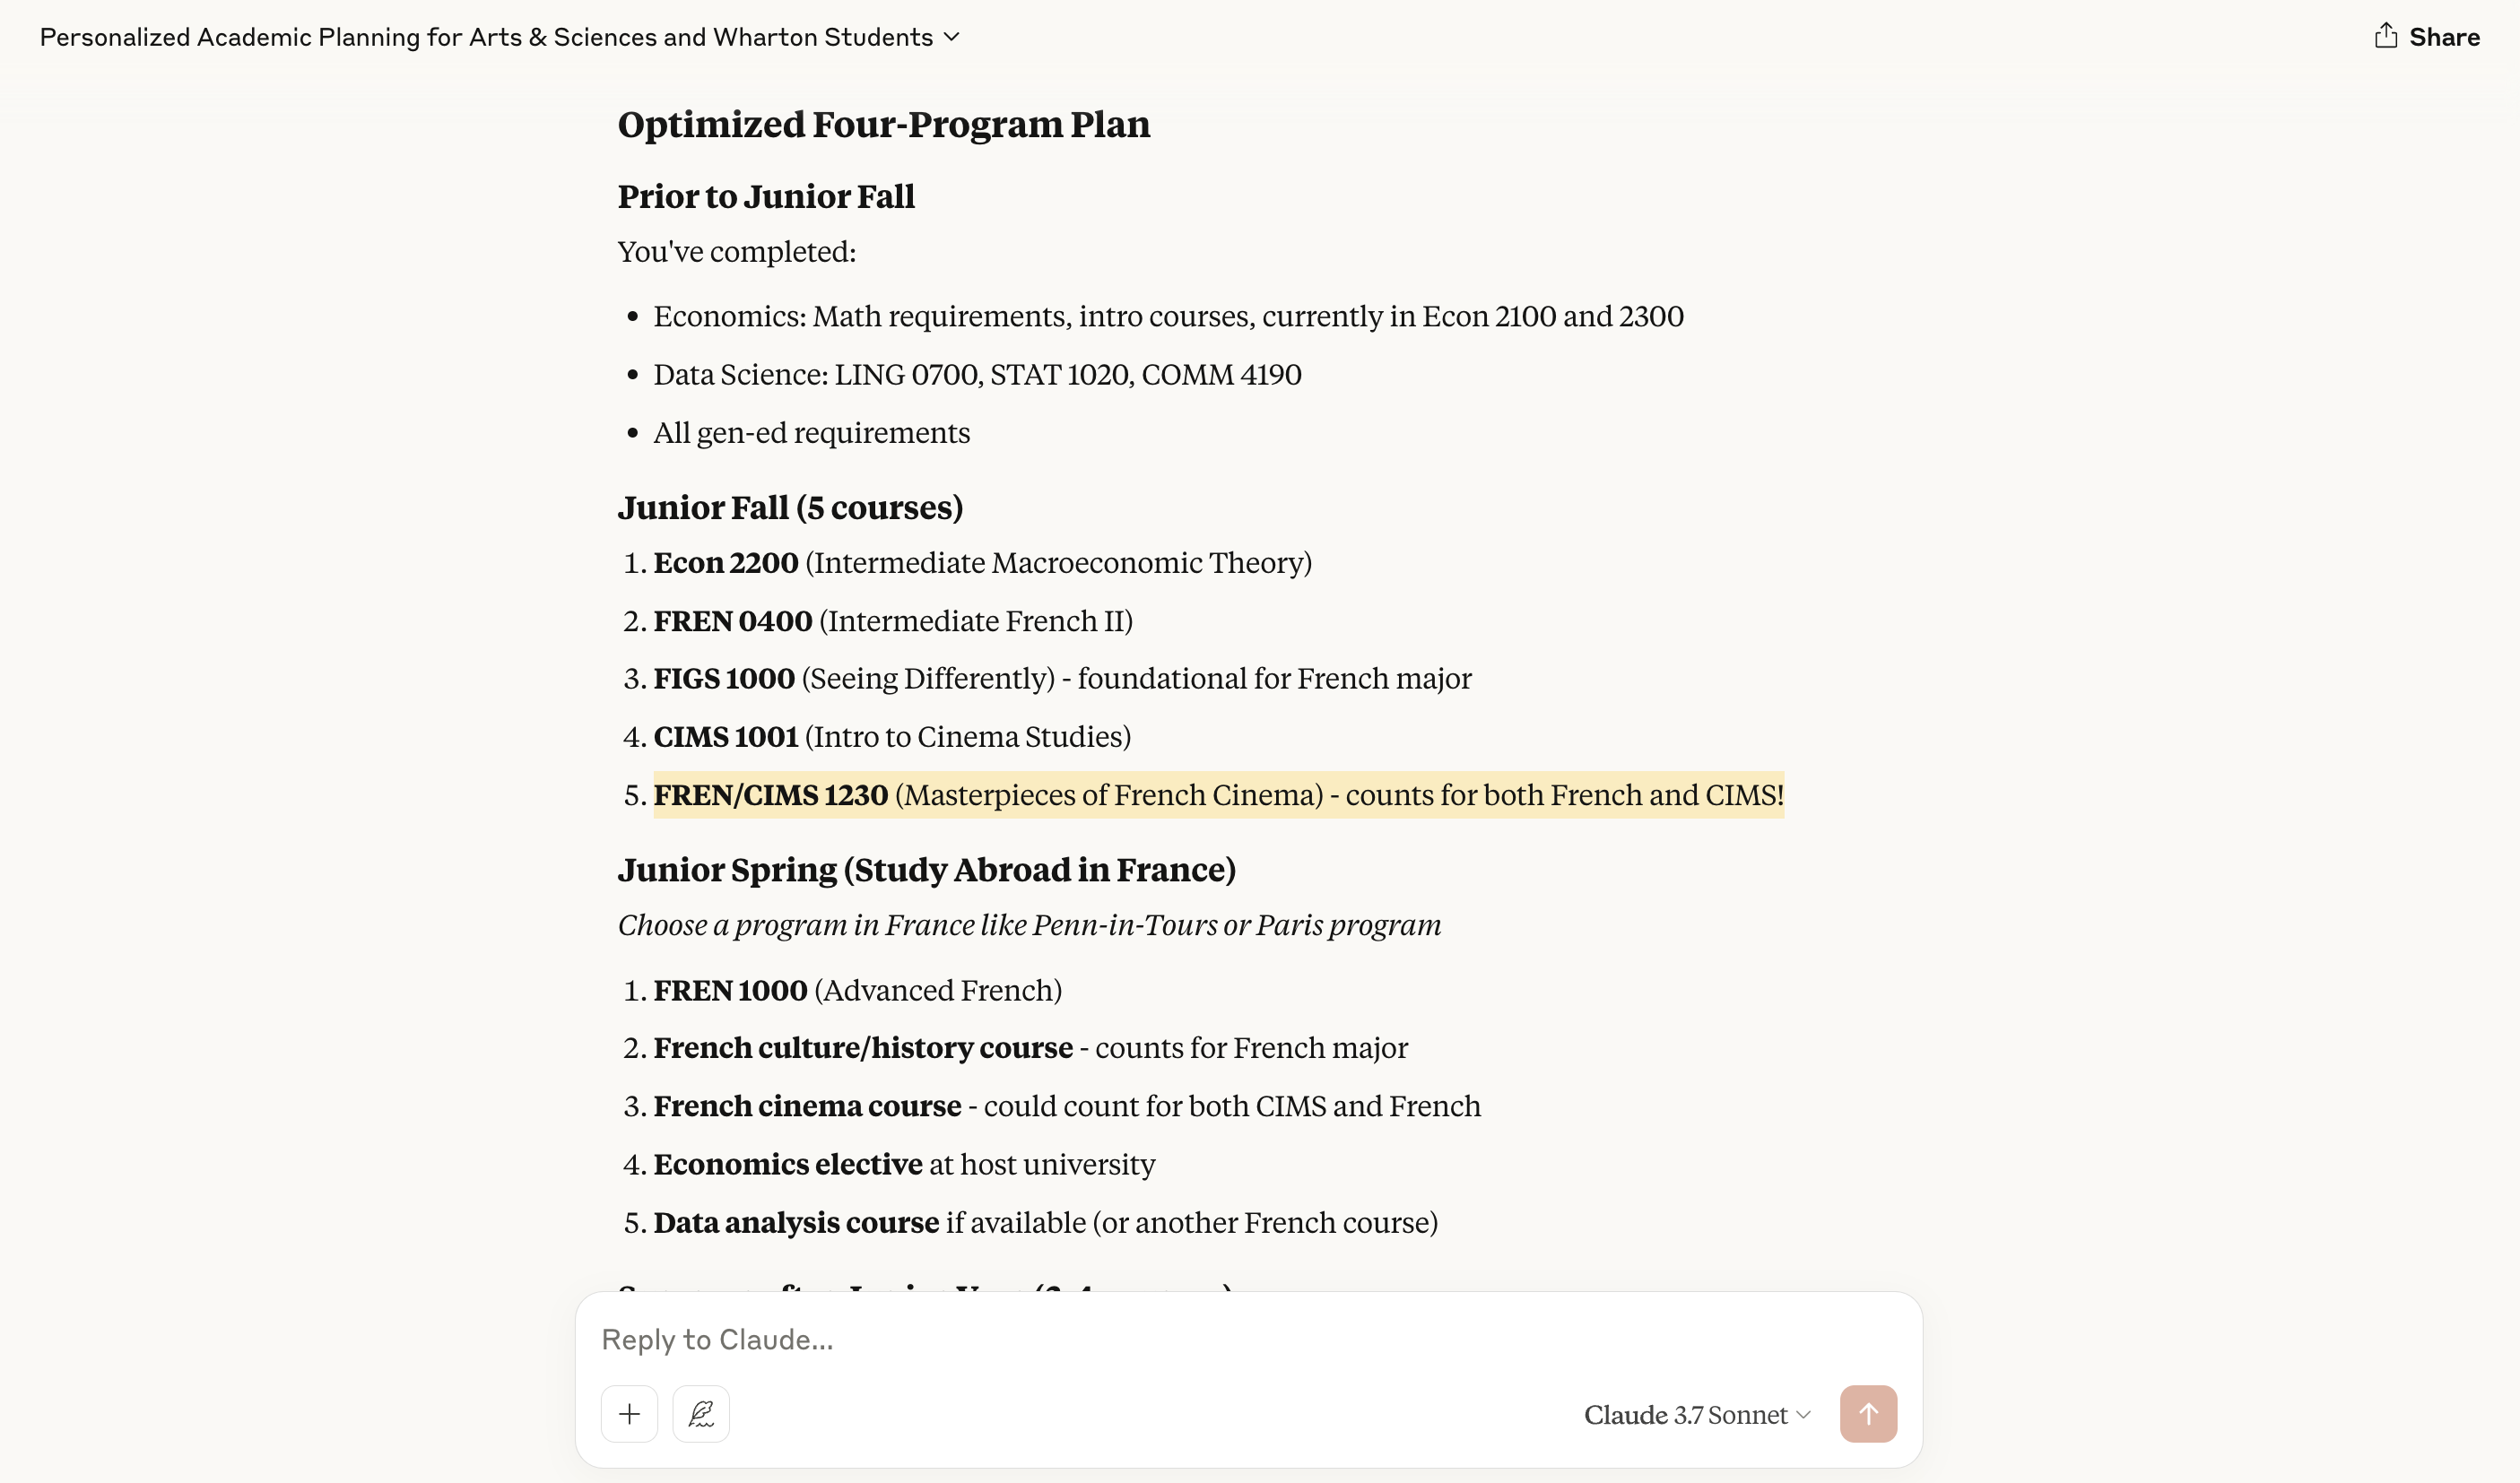 Personalized Academic Planning for Arts & Sciences and Wharton Students
Share
Optimized Four-Program Plan
Prior to Junior Fall
You've completed:
• Economics: Math requirements, intro courses, currently in Econ 2100 and 2300
• Data Science: LING 0700, STAT 1020, COMM 4190
• All gen-ed requirements
Junior Fall (5 courses)
1. Econ 2200 (Intermediate Macroeconomic Theory)
2. FREN 0400 (Intermediate French II)
3. FIGS 1000 (Seeing Differently) - foundational for French major
4. CIMS 1001 (Intro to Cinema Studies)
5. FREN/CIMS 1230 (Masterpieces of French Cinema) - counts for both French and CIMS!
Junior Spring (Study Abroad in France)
Choose a program in France like Penn-in-Tours or Paris program
1. FREN 1000 (Advanced French)
2. French culture/history course - counts for French major
3. French cinema course - could count for both CIMS and French
4. Economics elective at host university
5. Data analysis course if available (or another French course)
Reply to Claude...
Claude 3.7 Sonnet